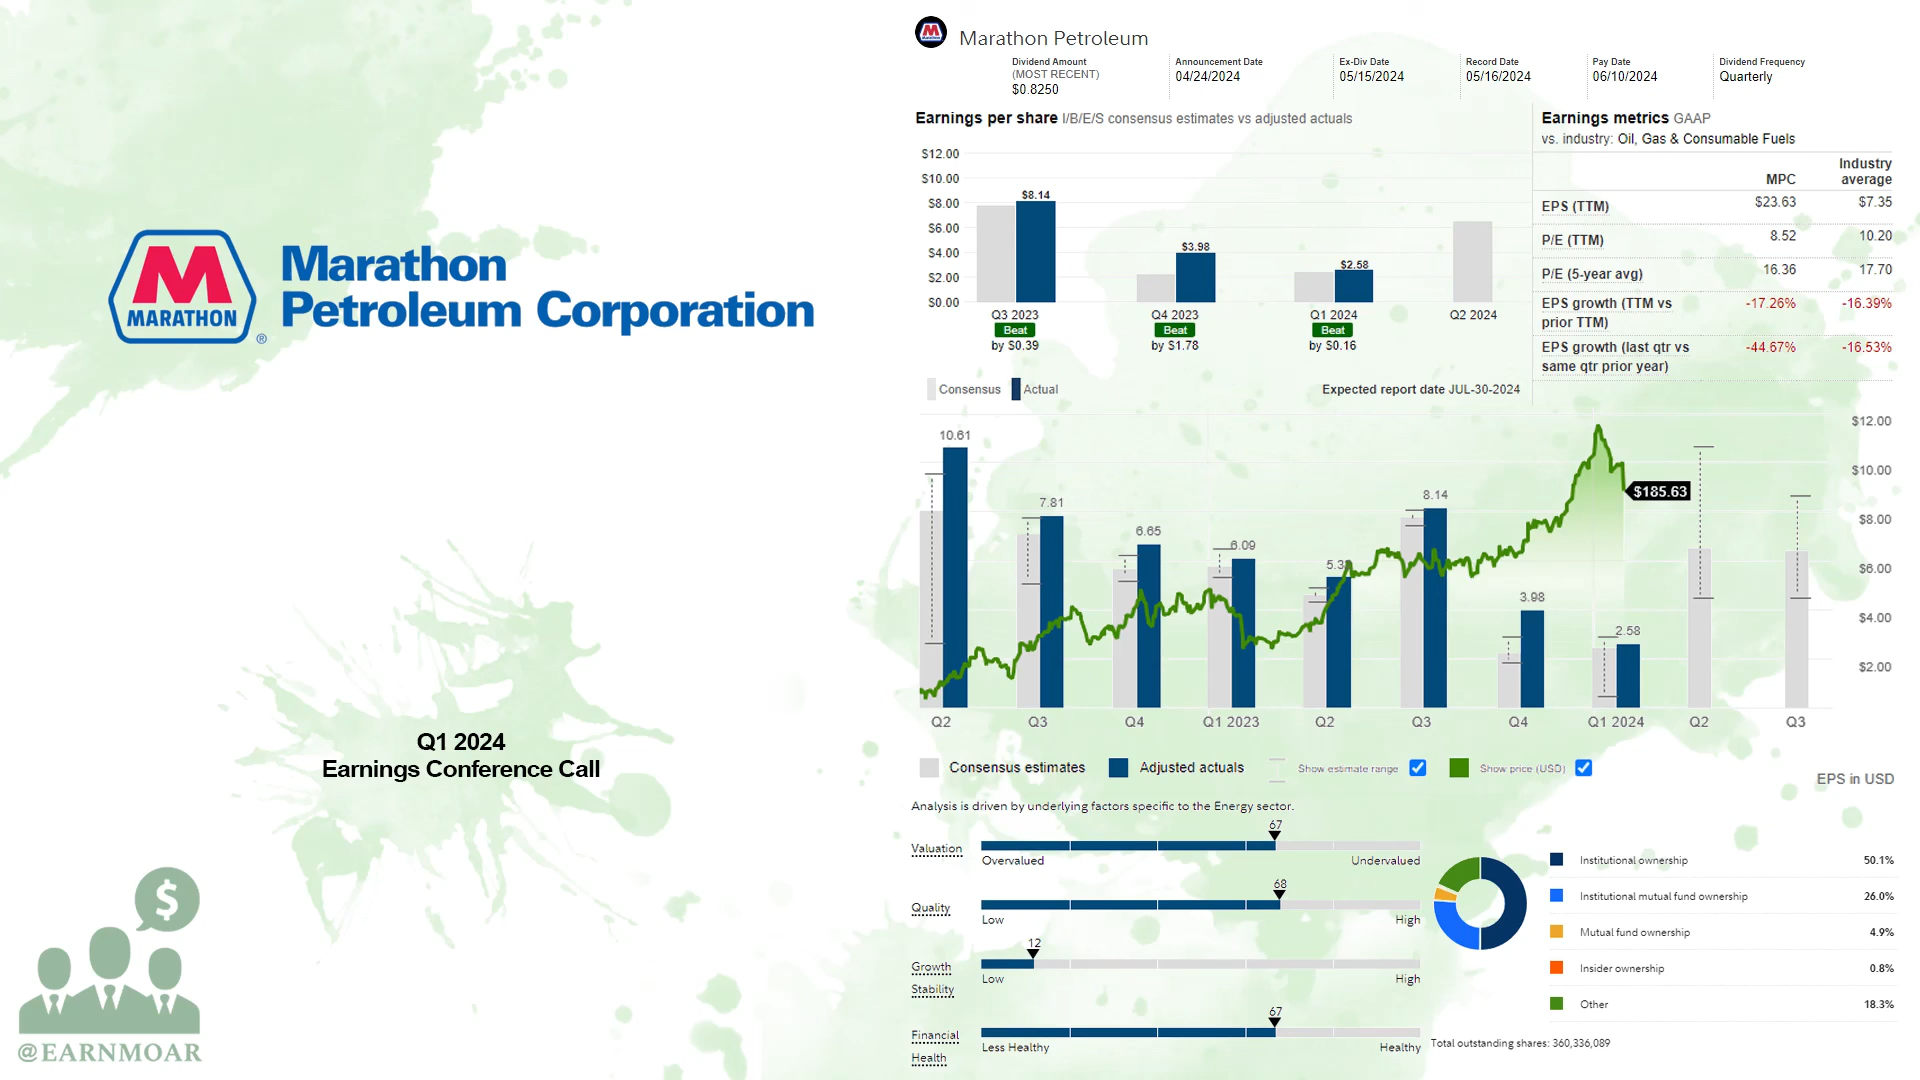 MARATHON
®
Marathon
Petroleum Corporation
Q1 2024
Earnings Conference Call
$
@EARNMOAR
Marathon Petroleum
Dividend Amount
(MOST RECENT)
$0.8250
Announcement Date
04/24/2024
Ex-Div Date
05/15/2024
Record Date
05/16/2024
Pay Date
06/10/2024
Dividend Frequency
Quarterly
Earnings per share I/B/E/S consensus estimates vs adjusted actuals
$12.00
$10.00
$8.00
$6.00
$4.00
$2.00
$0.00
$8.14
$3.98
$2.58
Q3 2023
Beat
by $0.39
Q4 2023
Beat
by $1.78
Q1 2024
Beat
by $0.16
Q2 2024
Consensus
Actual
Expected report date JUL-30-2024
Earnings metrics GAAP
vs. industry: Oil, Gas & Consumable Fuels
MPC
Industry
average
EPS (TTM) $23.63 $7.35
P/E (TTM) 8.52 10.20
P/E (5-year avg) 16.36 17.70
EPS growth (TTM vs
prior TTM) -17.26% -16.39%
EPS growth (last qtr vs
same qtr prior year) -44.67% -16.53%
10.61
7.81
6.65
6.09
8.14
3.98
2.58
$185.63
$12.00
$10.00
$8.00
$6.00
$4.00
$2.00
Q2 Q3 Q4 Q1 2023 Q2 Q3 Q4 Q1 2024 Q2 Q3
Consensus estimates
Adjusted actuals
Show estimate range
Show price (USD)
EPS in USD
Analysis is driven by underlying factors specific to the Energy sector.
Valuation
67
Overvalued Undervalued
Quality
68
Low High
Growth
Stability
12
Low High
Financial
Health
67
Less Healthy Healthy
Institutional ownership 50.1%
Institutional mutual fund ownership 26.0%
Mutual fund ownership 4.9%
Insider ownership 0.8%
Other 18.3%
Total outstanding shares: 360,336,089